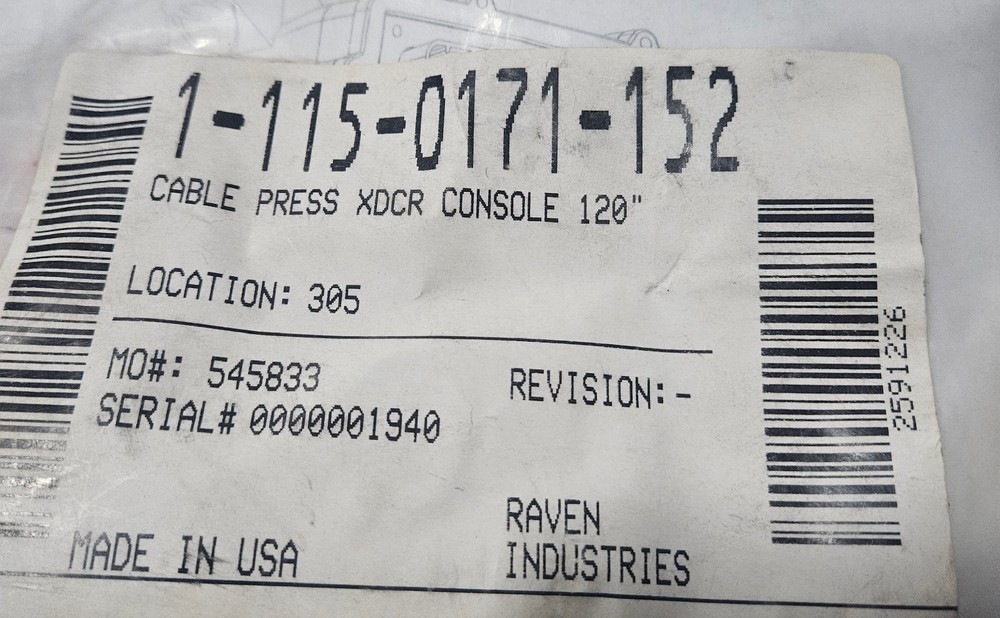 1-115-0171-152
CABLE PRESS XDCR CONSOLE 120"
LOCATION: 305
MO#: 545833
REVISION: -
SERIAL# 0000001940
2591226
MADE IN USA
RAVEN
INDUSTRIES